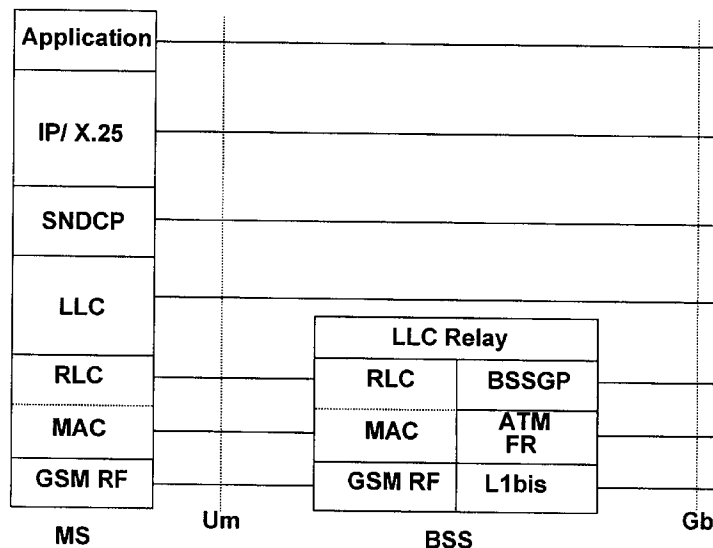 Application
IP/ X.25
SNDCP
LLC
LLC Relay
RLC
RLC
BSSGP
MAC
MAC
ATM
FR
GSM RF
GSM RF
L1bis
MS
Um
BSS
Gb